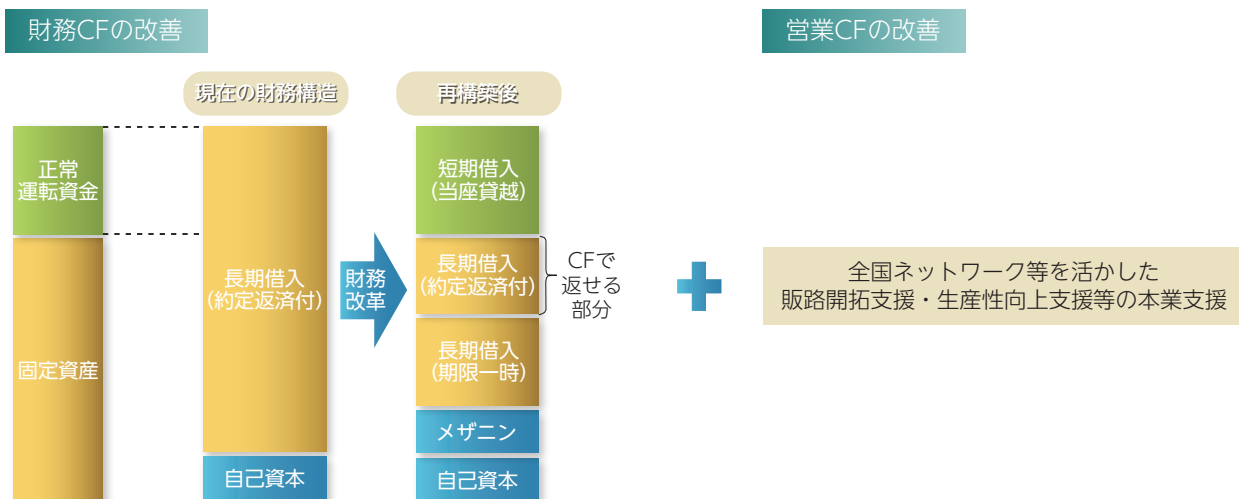 財務CFの改善
営業CFの改善
現在の財務構造
再構築後
正常
運転資金
固定資産
長期借入
(約定返済付)
自己資本
財務
改革
短期借入
(当座貸越)
長期借入
(約定返済付)
長期借入
(期限一時)
メザニン
自己資本
CFで
返せる
部分
全国ネットワーク等を活かした
販路開拓支援・生産性向上支援等の本業支援